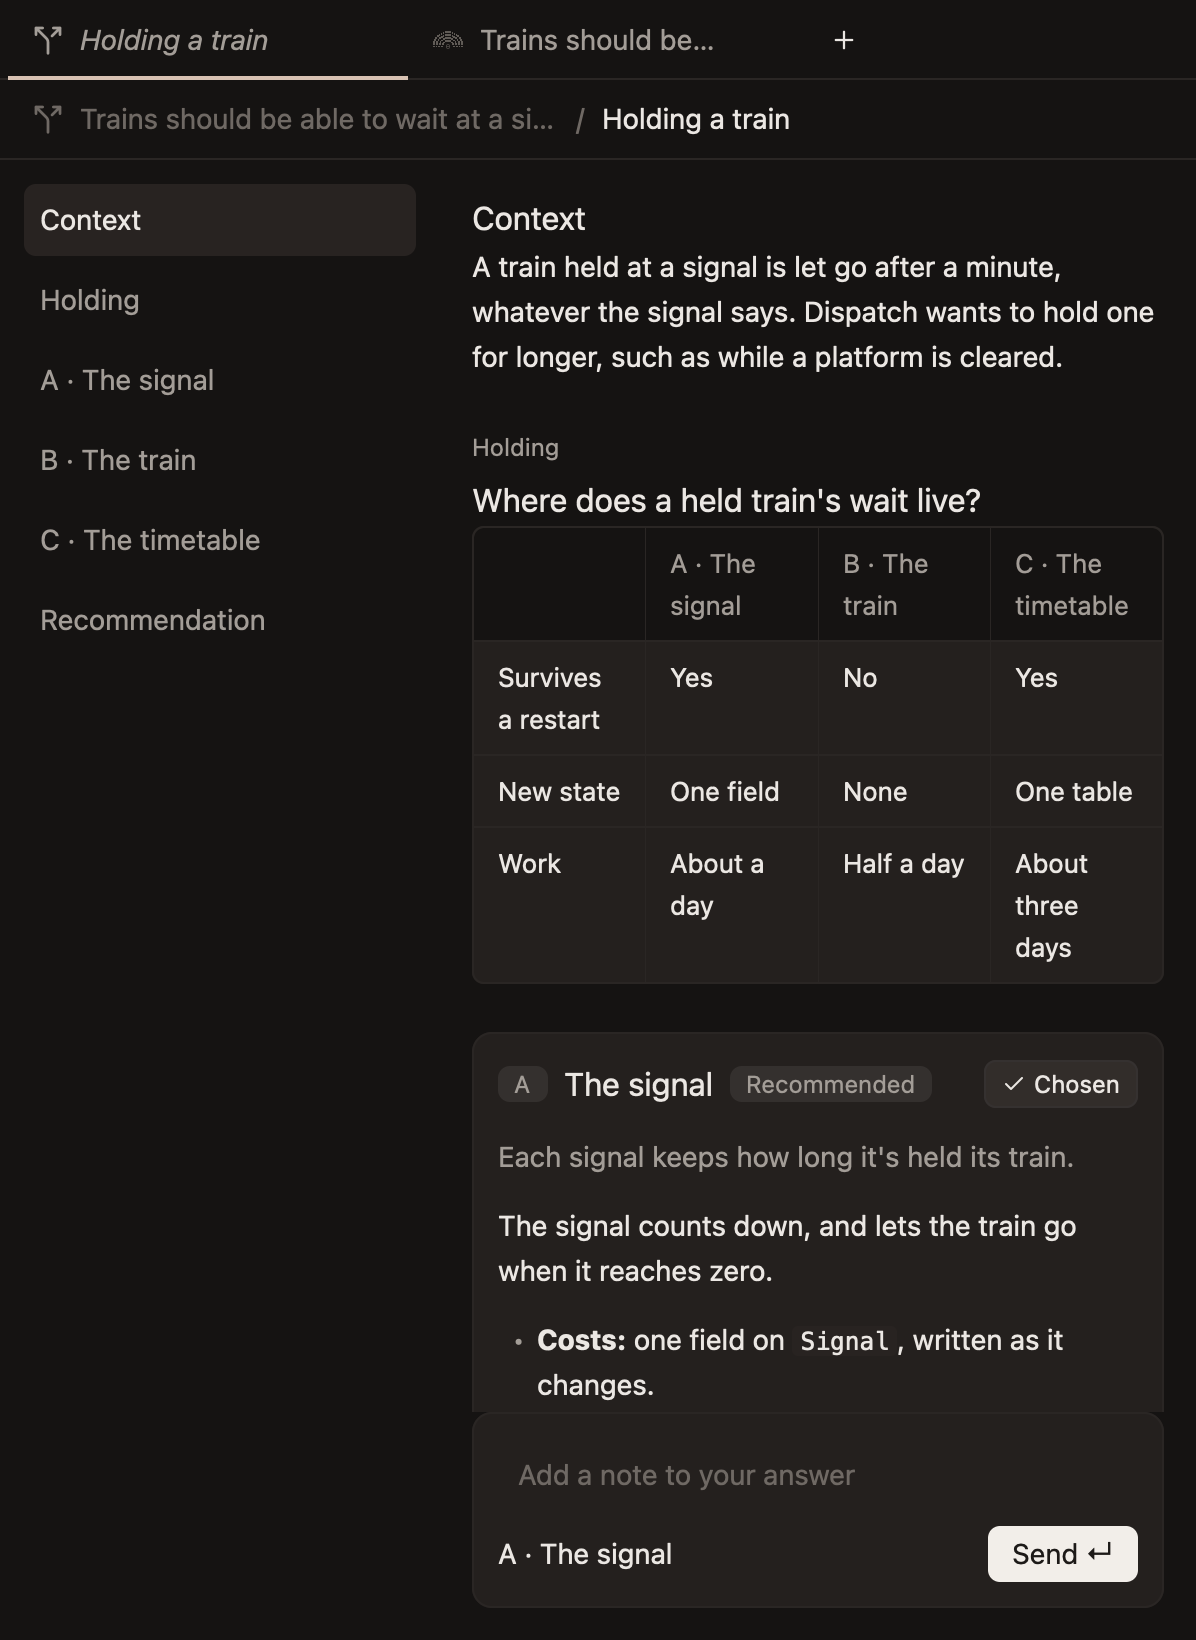 Holding a train
Trains should be...
+
Trains should be able to wait at a si... / Holding a train
Context
Holding
A · The signal
B · The train
C · The timetable
Recommendation
Context
A train held at a signal is let go after a minute,
whatever the signal says. Dispatch wants to hold one
for longer, such as while a platform is cleared.
Holding
Where does a held train's wait live?
A · The
signal
B · The
train
C · The
timetable
Survives
a restart
Yes
No
Yes
New state
One field
None
One table
Work
About a
day
Half a day
About
three
days
A
The signal
Recommended
✓ Chosen
Each signal keeps how long it's held its train.
The signal counts down, and lets the train go
when it reaches zero.
• Costs: one field on Signal, written as it
changes.
Add a note to your answer
A · The signal
Send ↵